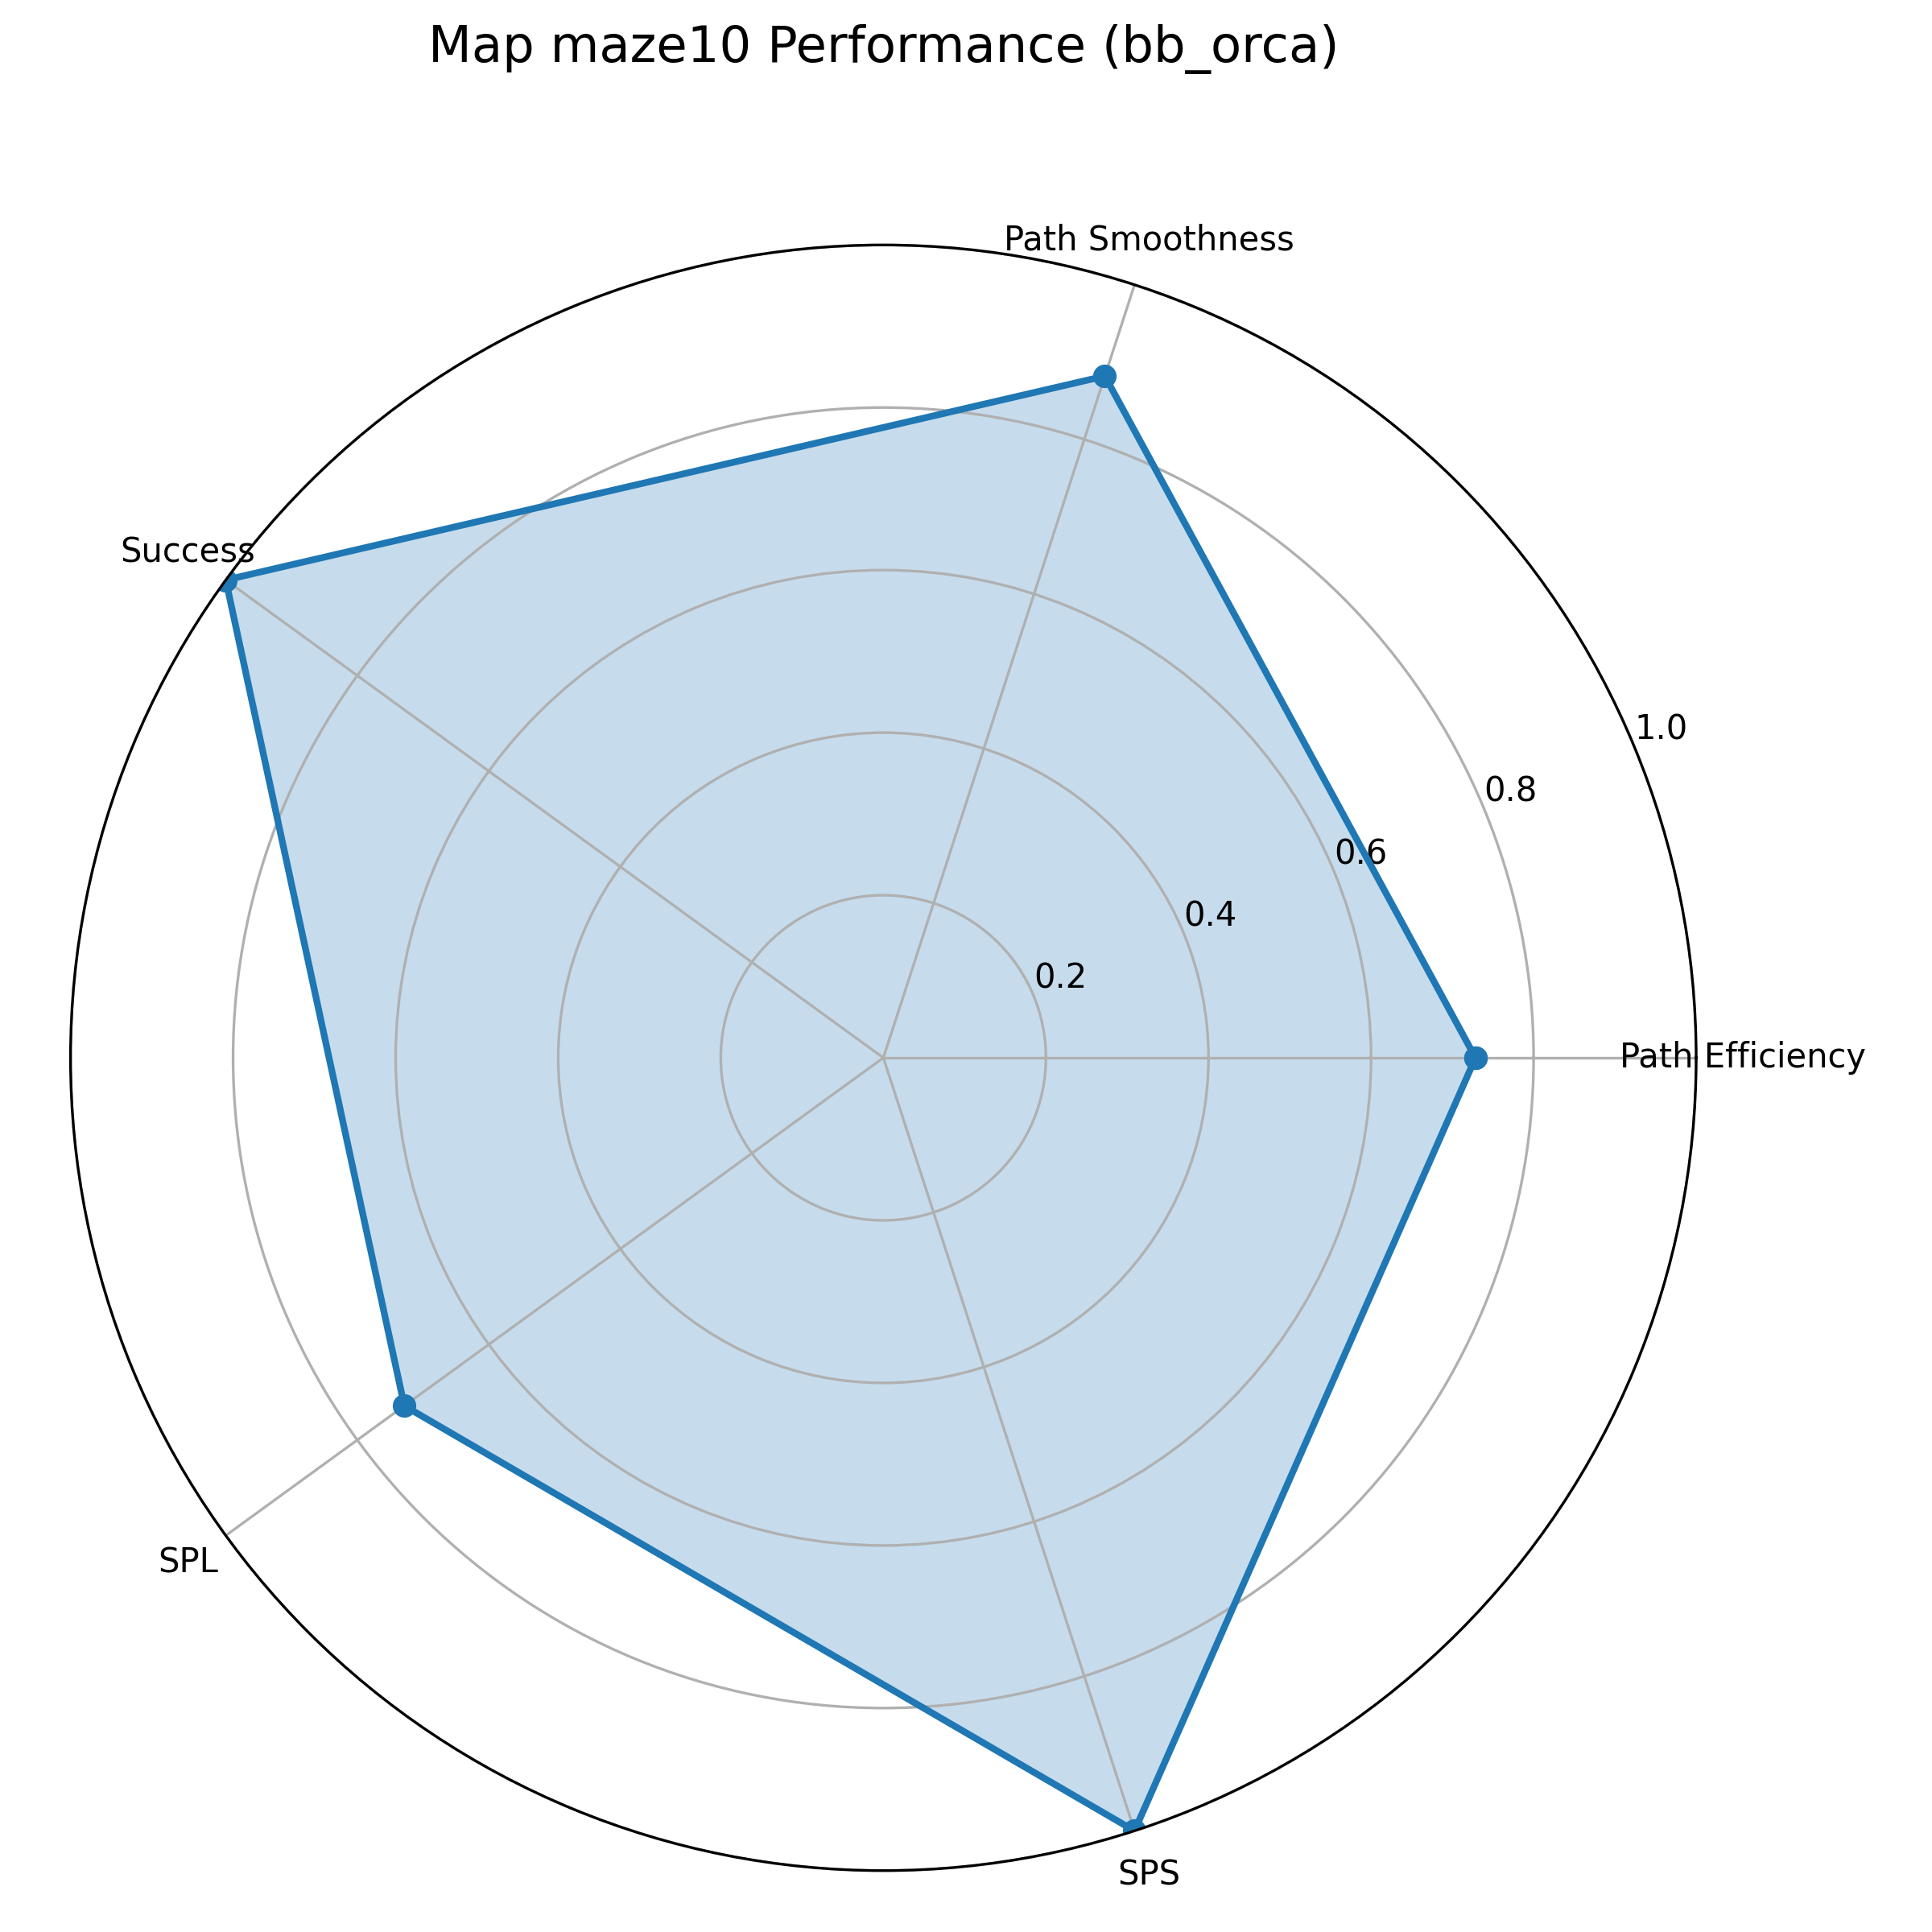 Map maze10 Performance (bb_orca)
Path Smoothness
Success
1.0
0.8
0.6
0.4
0.2
Path Efficiency
SPL
SPS